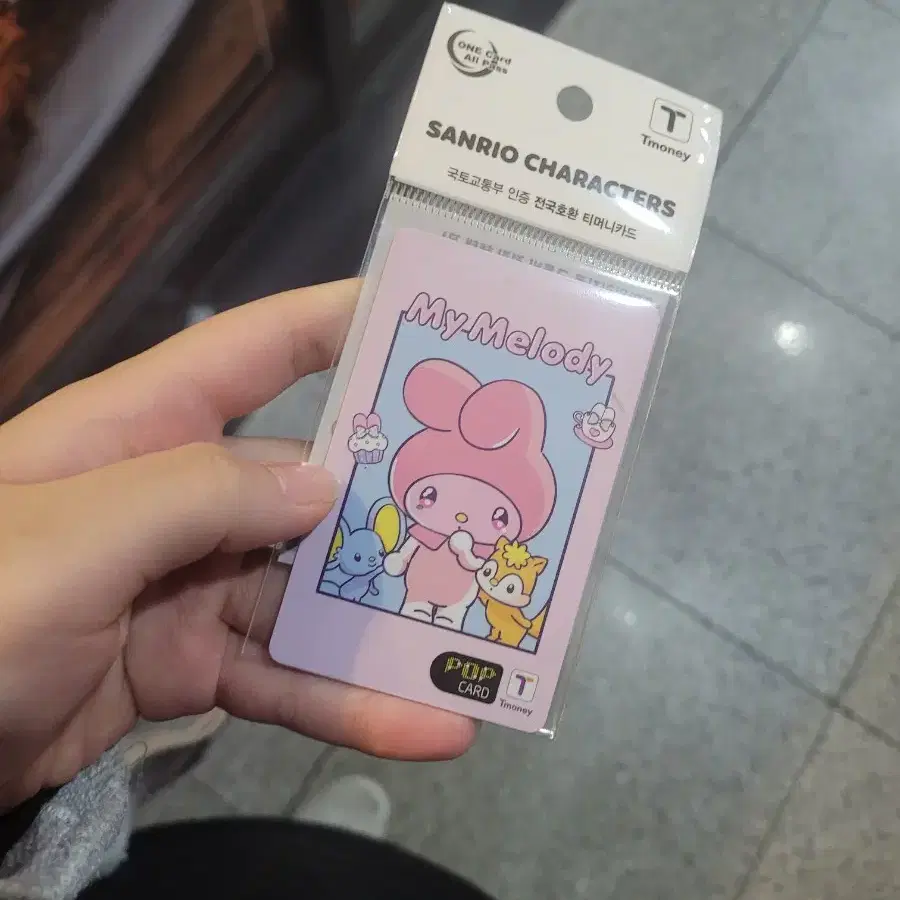 ONE Card
All Pass
Tmoney
SANRIO CHARACTERS
국토교통부 인증 전국호환 티머니카드
My Melody
POP
CARD
Tmoney